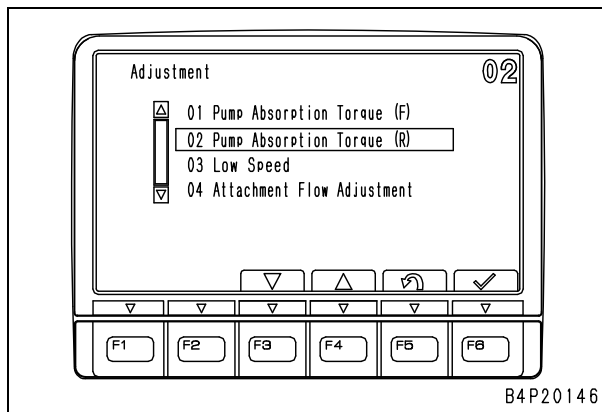 Adjustment 02
01 Pump Absorption Torque (F)
02 Pump Absorption Torque (R)
03 Low Speed
04 Attachment Flow Adjustment
F1 F2 F3 F4 F5 F6
B4P20146